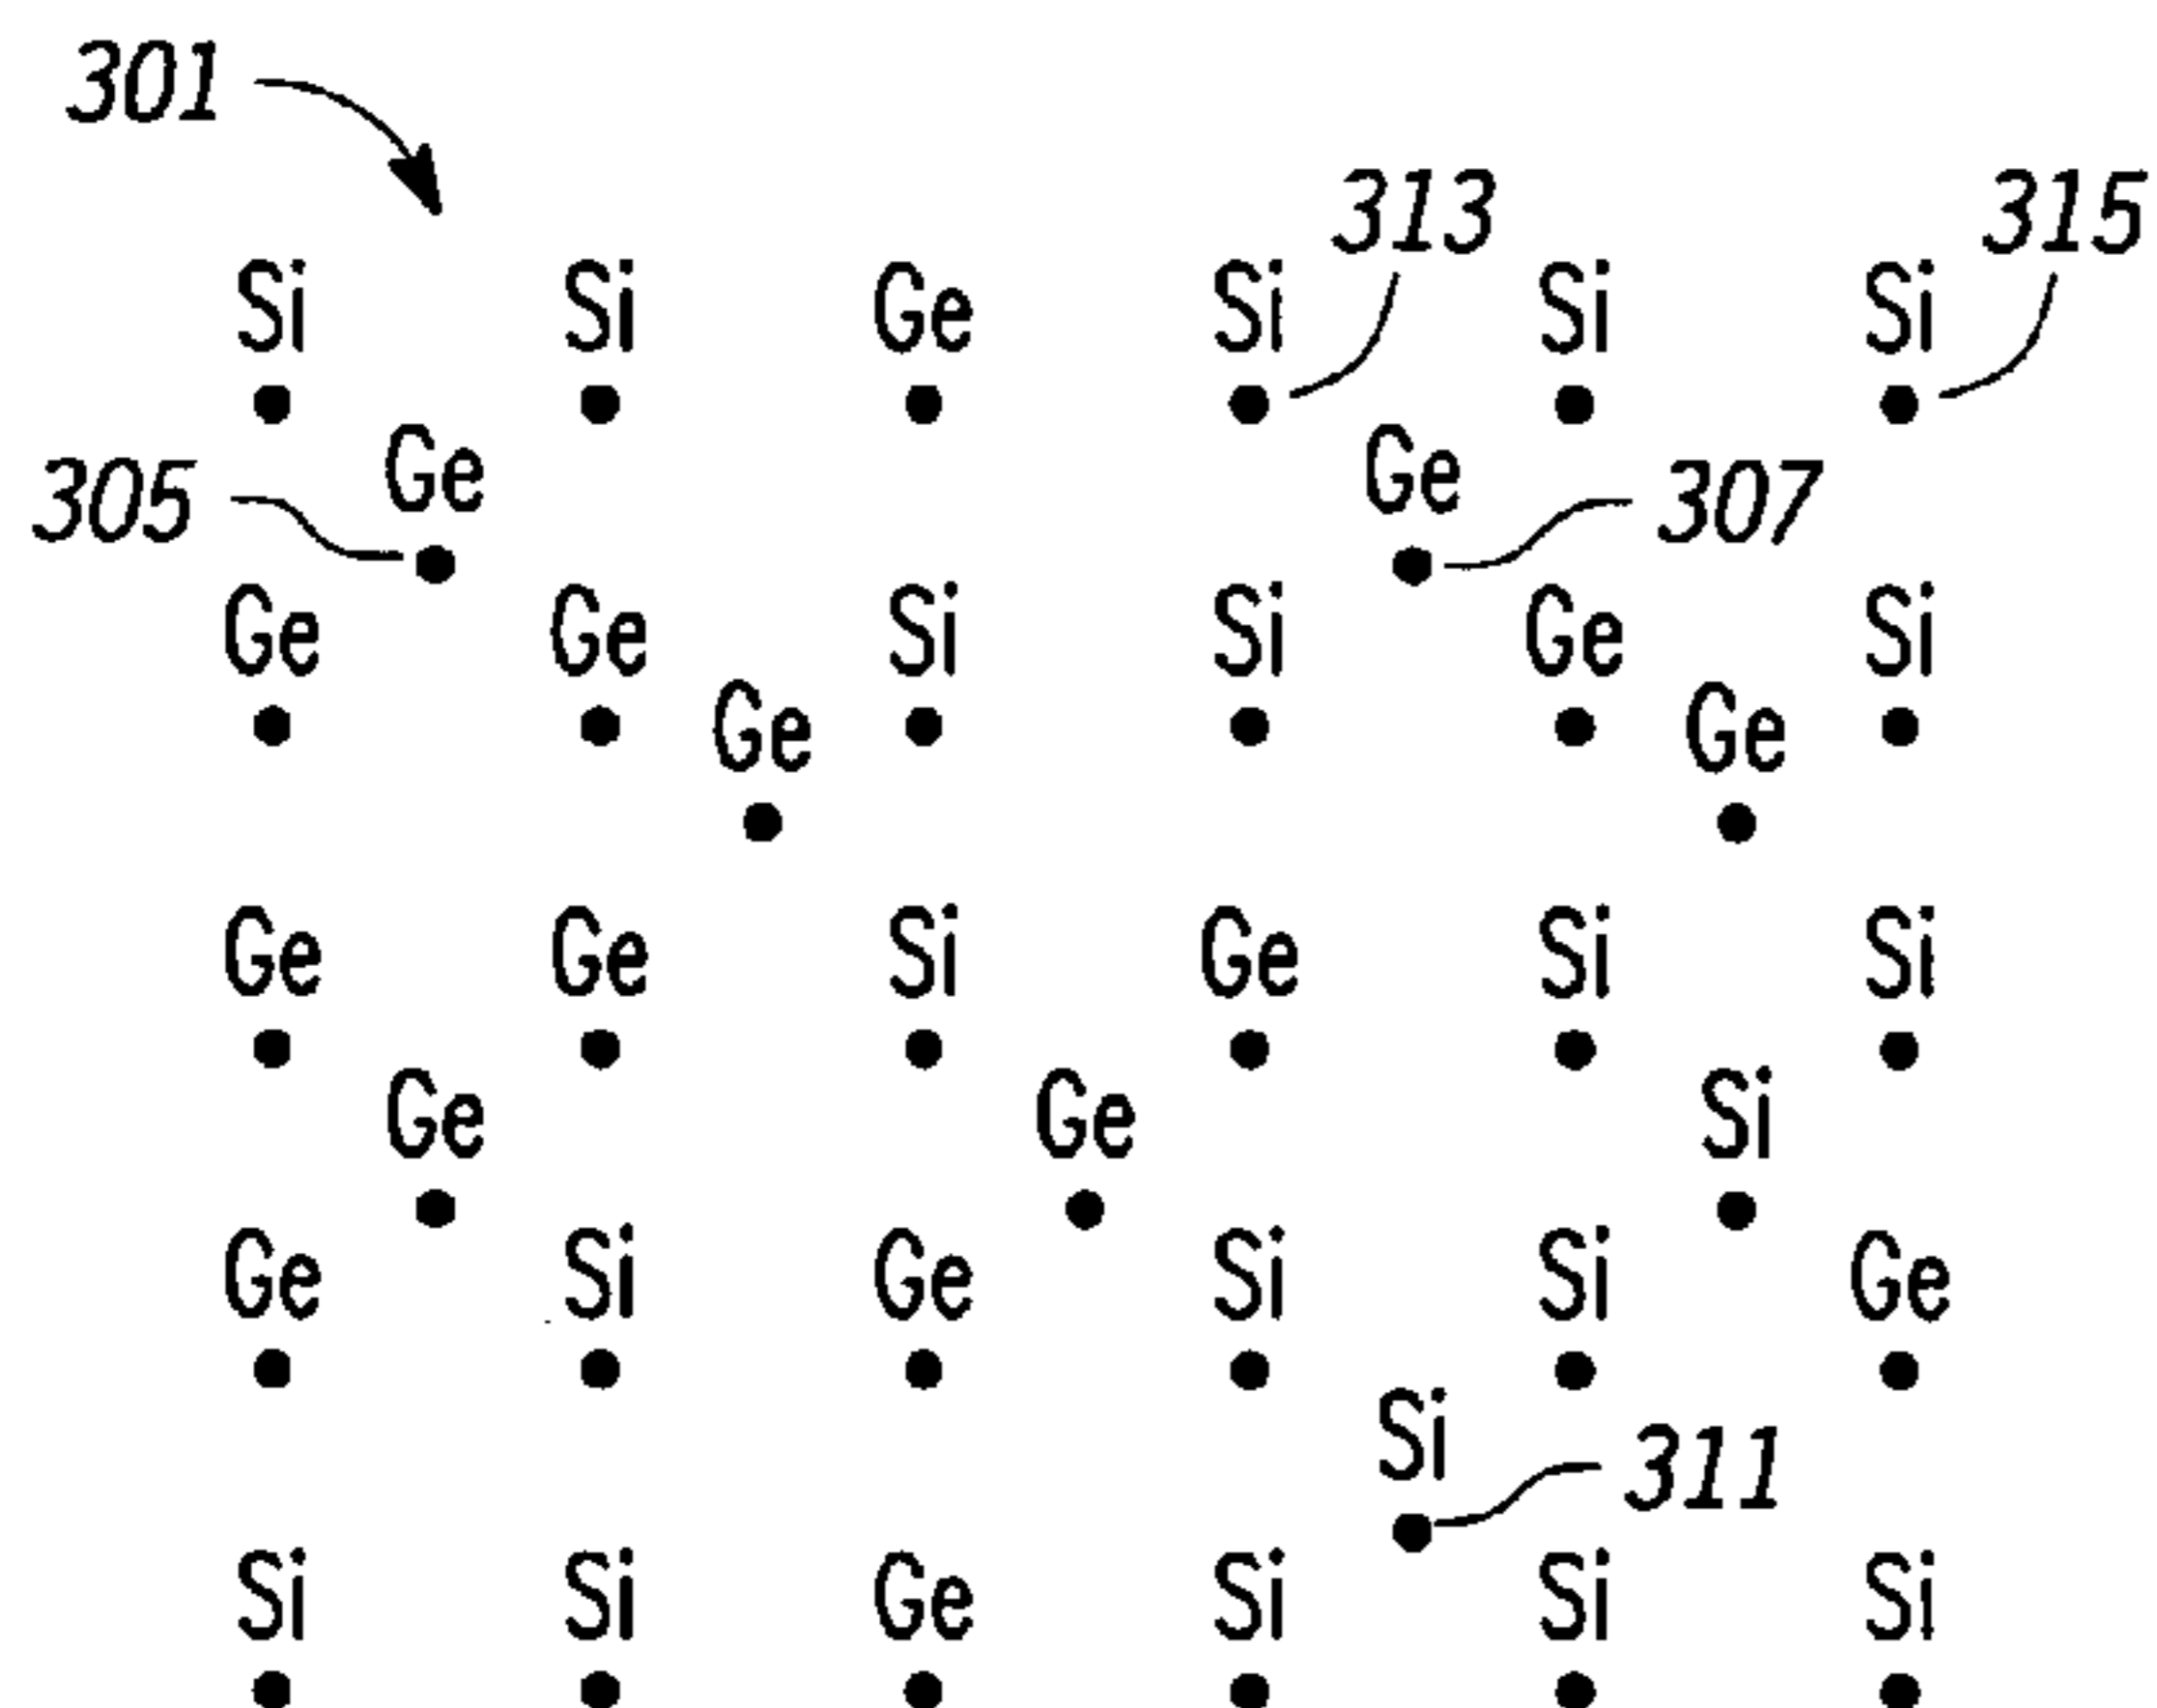 301
313 315
Si Si Ge Si Si Si
305 Ge Ge 307
Ge Ge Si Si Ge Si
Ge Ge
Ge Ge Si Ge Si Si
Ge Ge Si
Ge Si Ge Si Si Ge
Si 311
Si Si Ge Si Si Si